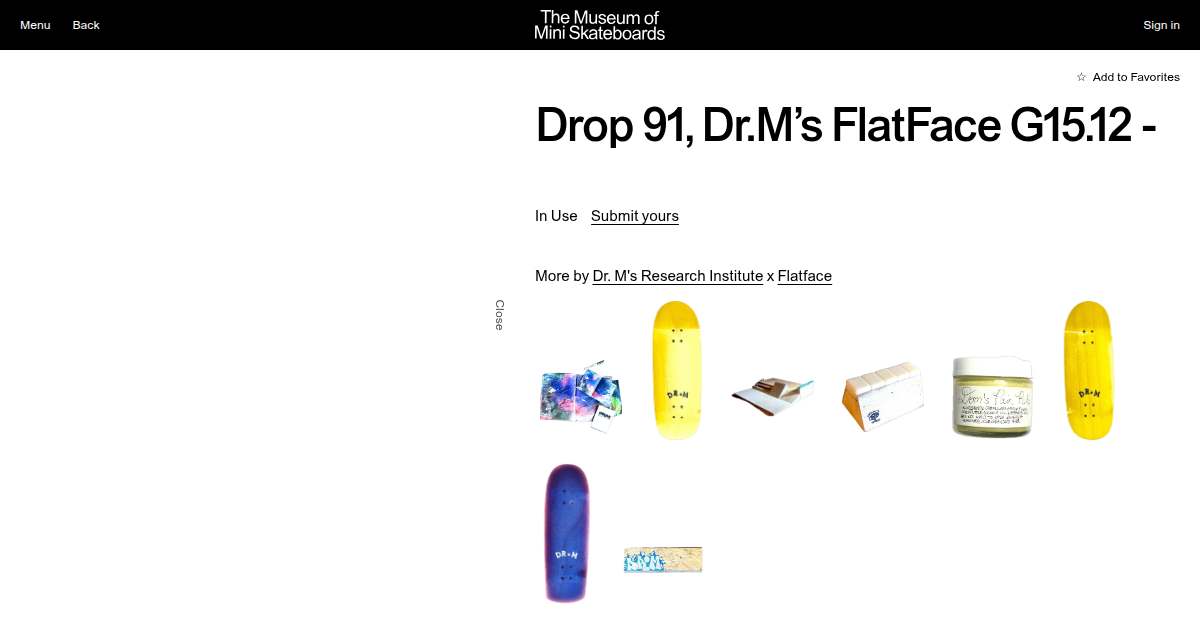 Menu
Back
The Museum of
Mini Skateboards
Sign in
☆ Add to Favorites
Drop 91, Dr.M’s FlatFace G15.12 -
In Use Submit yours
More by Dr. M's Research Institute x Flatface
Close
DR•M
DR•M
DR•M